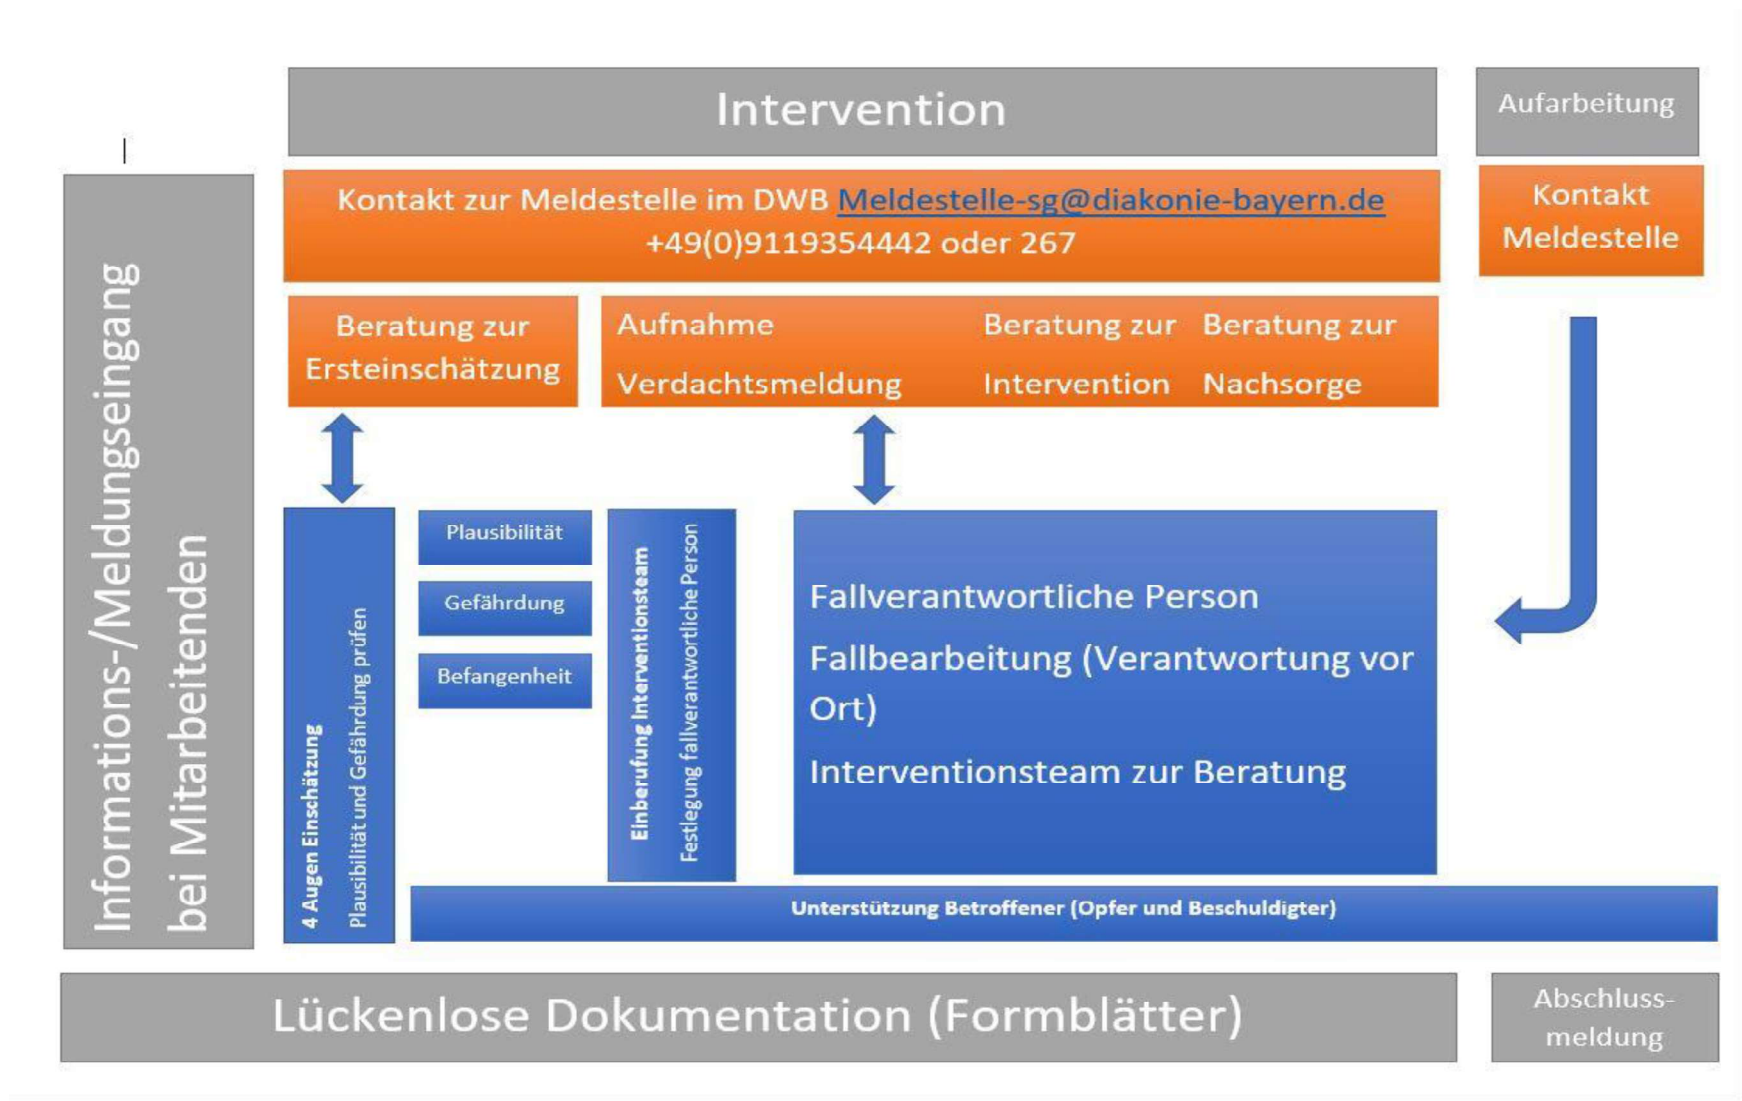 Intervention
Aufarbeitung
Informations-/Meldungseingang
bei Mitarbeitenden
Kontakt zur Meldestelle im DWB Meldestelle-sg@diakonie-bayern.de
+49(0)9119354442 oder 267
Kontakt
Meldestelle
Beratung zur
Ersteinschätzung
Aufnahme
Verdachtsmeldung
Beratung zur
Intervention
Beratung zur
Nachsorge
4 Augen Einschätzung
Plausibilität und Gefährdung prüfen
Plausibilität
Gefährdung
Befangenheit
Einberufung Interventionsteam
Festlegung fallverantwortliche Person
Fallverantwortliche Person
Fallbearbeitung (Verantwortung vor
Ort)
Interventionsteam zur Beratung
Unterstützung Betroffener (Opfer und Beschuldigter)
Lückenlose Dokumentation (Formblätter)
Abschluss-
meldung